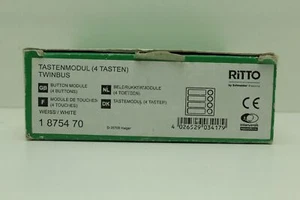 TASTENMODUL (4 TASTEN)
TWINBUS
GB BUTTON MODULE
(4 BUTTONS)
NL
(4 TOETSEN)
F MODULE DE TOUCHES
(4 TOUCHES)
DK TASTEMODUL (4 TASTER)
WEISS / WHITE
1 8754 70
RITTO
by Schneider Electric
CE
4 026529 034179